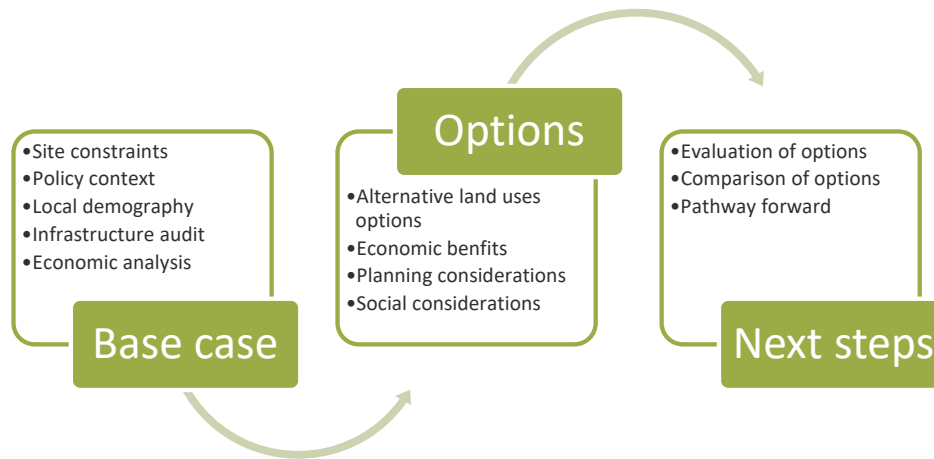 •Site constraints
•Policy context
•Local demography
•Infrastructure audit
•Economic analysis
Base case
Options
•Alternative land uses
options
•Economic benfits
•Planning considerations
•Social considerations
•Evaluation of options
•Comparison of options
•Pathway forward
Next steps